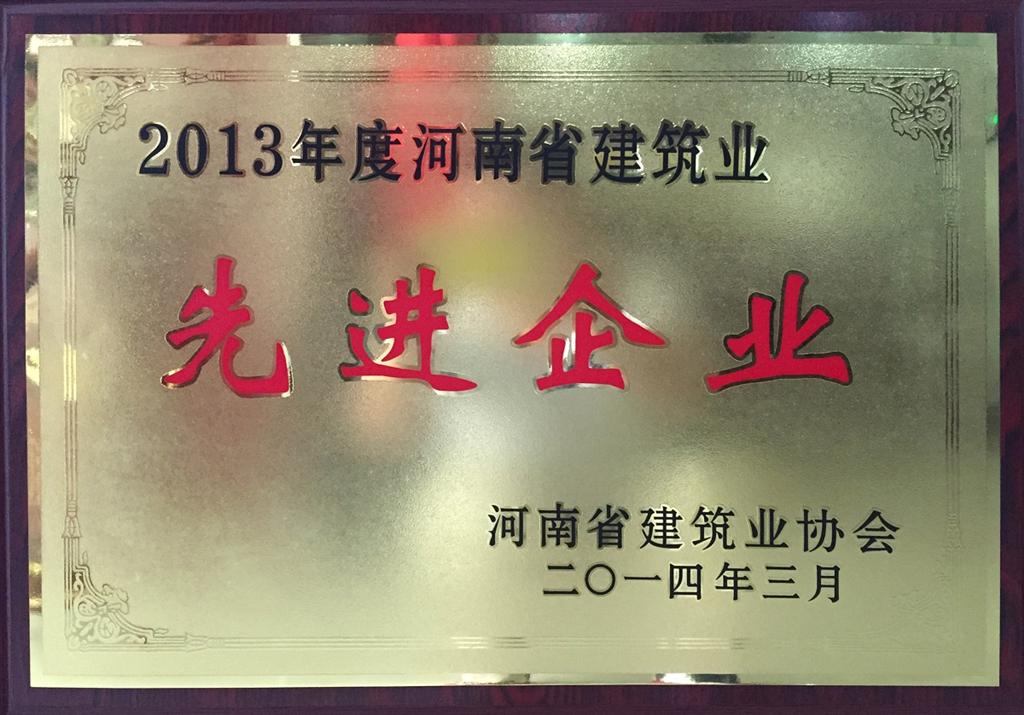 2013年度河南省建筑业
先进企业
河南省建筑业协会
二〇一四年三月